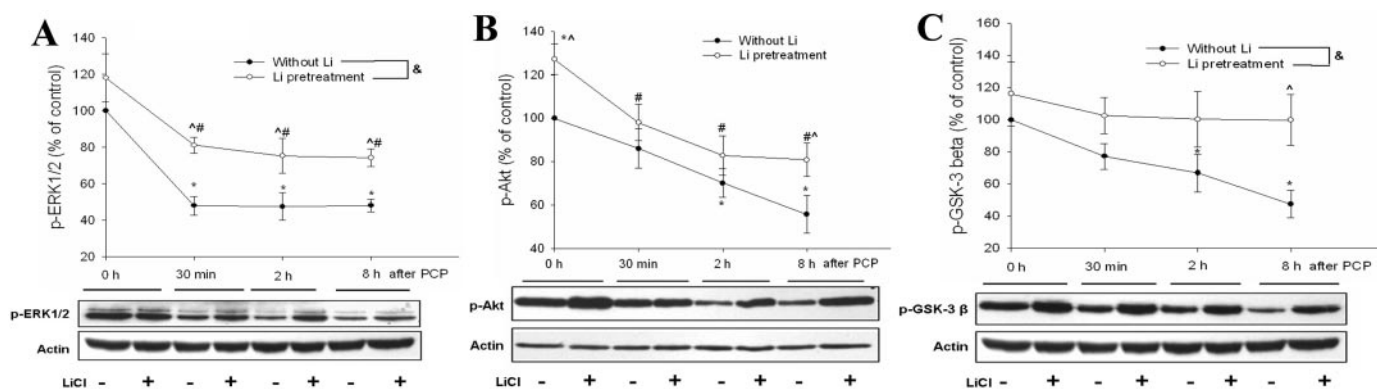 A
p-ERK1/2 (% of control)
140
120
100
80
60
40
20
Without Li
Li pretreatment
&
^#
^#
^#
*
*
*
0 h
30 min
2 h
8 h
after PCP
p-ERK1/2
Actin
LiCl
- + - + - + - +
B
p-Akt (% of control)
140
120
100
80
60
40
Without Li
Li pretreatment
*^
#
#
#^
*
*
0 h
30 min
2 h
8 h
after PCP
p-Akt
Actin
LiCl
- + - + - + - +
C
p-GSK-3 beta (% of control)
160
140
120
100
80
60
40
20
Without Li
Li pretreatment
&
^
*
*
0 h
30 min
2 h
8 h
after PCP
p-GSK-3 β
Actin
LiCl
- + - + - + - +